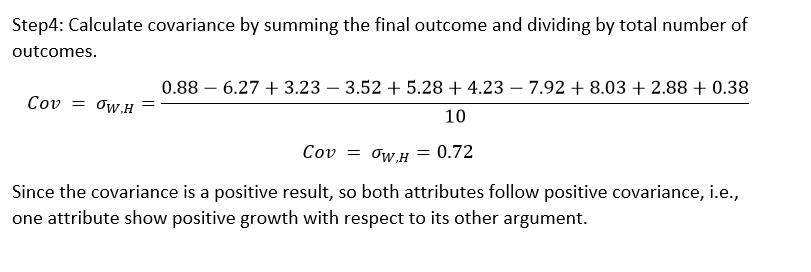 Step4: Calculate covariance by summing the final outcome and dividing by total number of
outcomes.
Cov = σW,H = 0.88 − 6.27 + 3.23 − 3.52 + 5.28 + 4.23 − 7.92 + 8.03 + 2.88 + 0.38
10
Cov = σW,H = 0.72
Since the covariance is a positive result, so both attributes follow positive covariance, i.e.,
one attribute show positive growth with respect to its other argument.